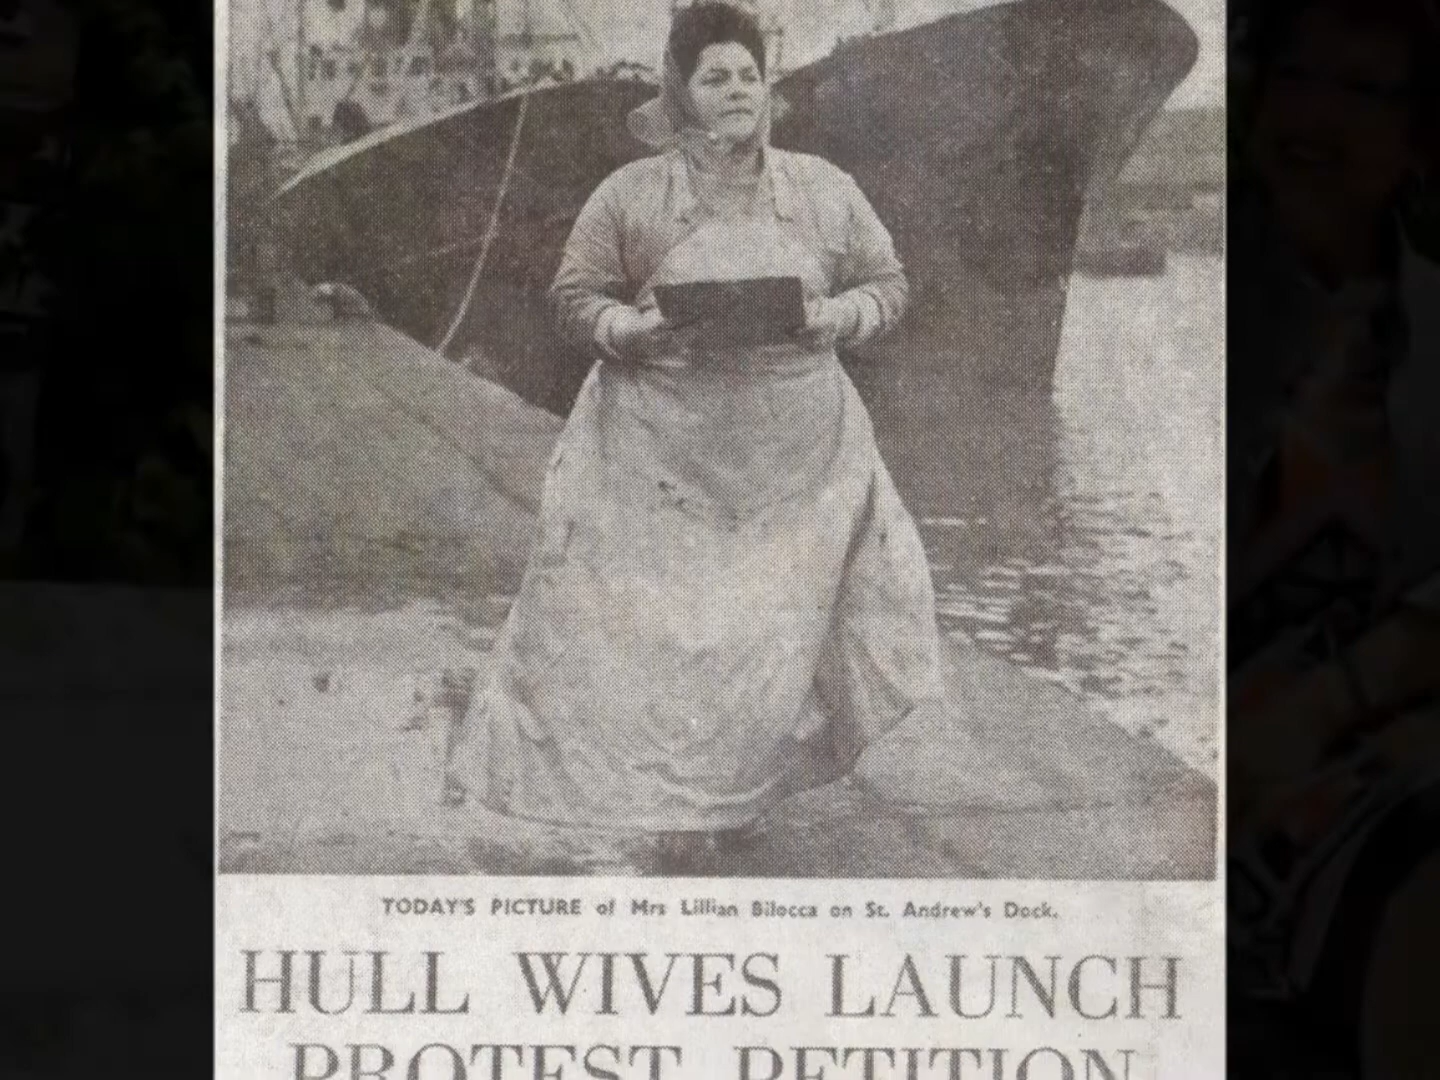 TODAY'S PICTURE of Mrs Lillian Bilocca on St. Andrew's Dock.
HULL WIVES LAUNCH
PROTEST PETITION